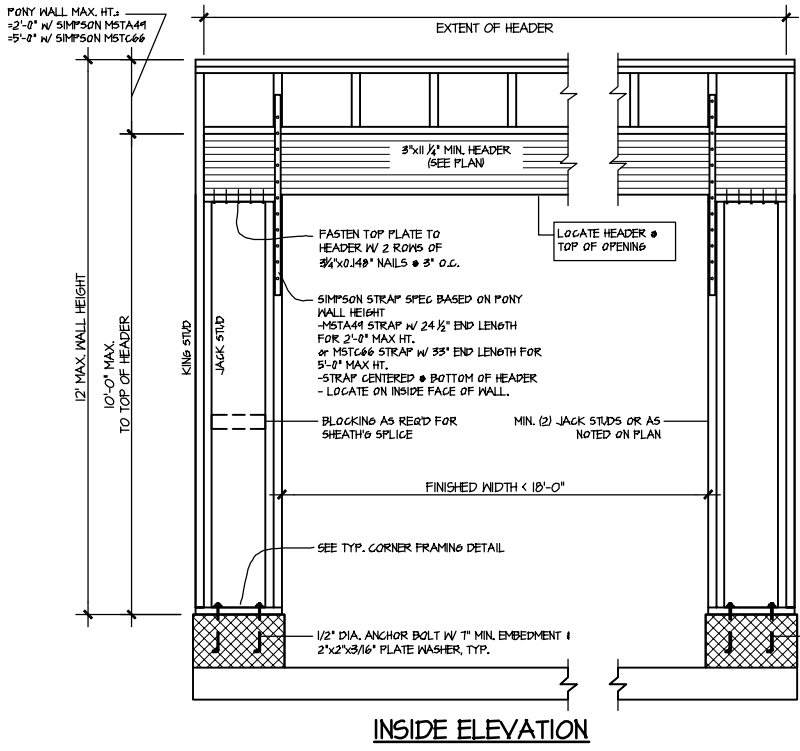 PONY WALL MAX. HT.:
=2'-0" W/ SIMPSON MSTA49
=5'-0" W/ SIMPSON MSTC66
EXTENT OF HEADER
3"x11 1/4" MIN. HEADER
(SEE PLAN)
FASTEN TOP PLATE TO
HEADER W/ 2 ROWS OF
3 1/4"x0.148" NAILS @ 3" O.C.
LOCATE HEADER @
TOP OF OPENING
SIMPSON STRAP SPEC BASED ON PONY
WALL HEIGHT
-MSTA49 STRAP W/ 24 1/2" END LENGTH
FOR 2'-0" MAX HT.
or MSTC66 STRAP W/ 33" END LENGTH FOR
5'-0" MAX HT.
-STRAP CENTERED @ BOTTOM OF HEADER
- LOCATE ON INSIDE FACE OF WALL.
12' MAX. WALL HEIGHT
10'-0" MAX.
TO TOP OF HEADER
KING STUD
JACK STUD
BLOCKING AS REQ'D FOR
SHEATH'G SPLICE
MIN. (2) JACK STUDS OR AS
NOTED ON PLAN
FINISHED WIDTH < 18'-0"
SEE TYP. CORNER FRAMING DETAIL
1/2" DIA. ANCHOR BOLT W/ 7" MIN. EMBEDMENT &
2"x2"x3/16" PLATE WASHER, TYP.
INSIDE ELEVATION